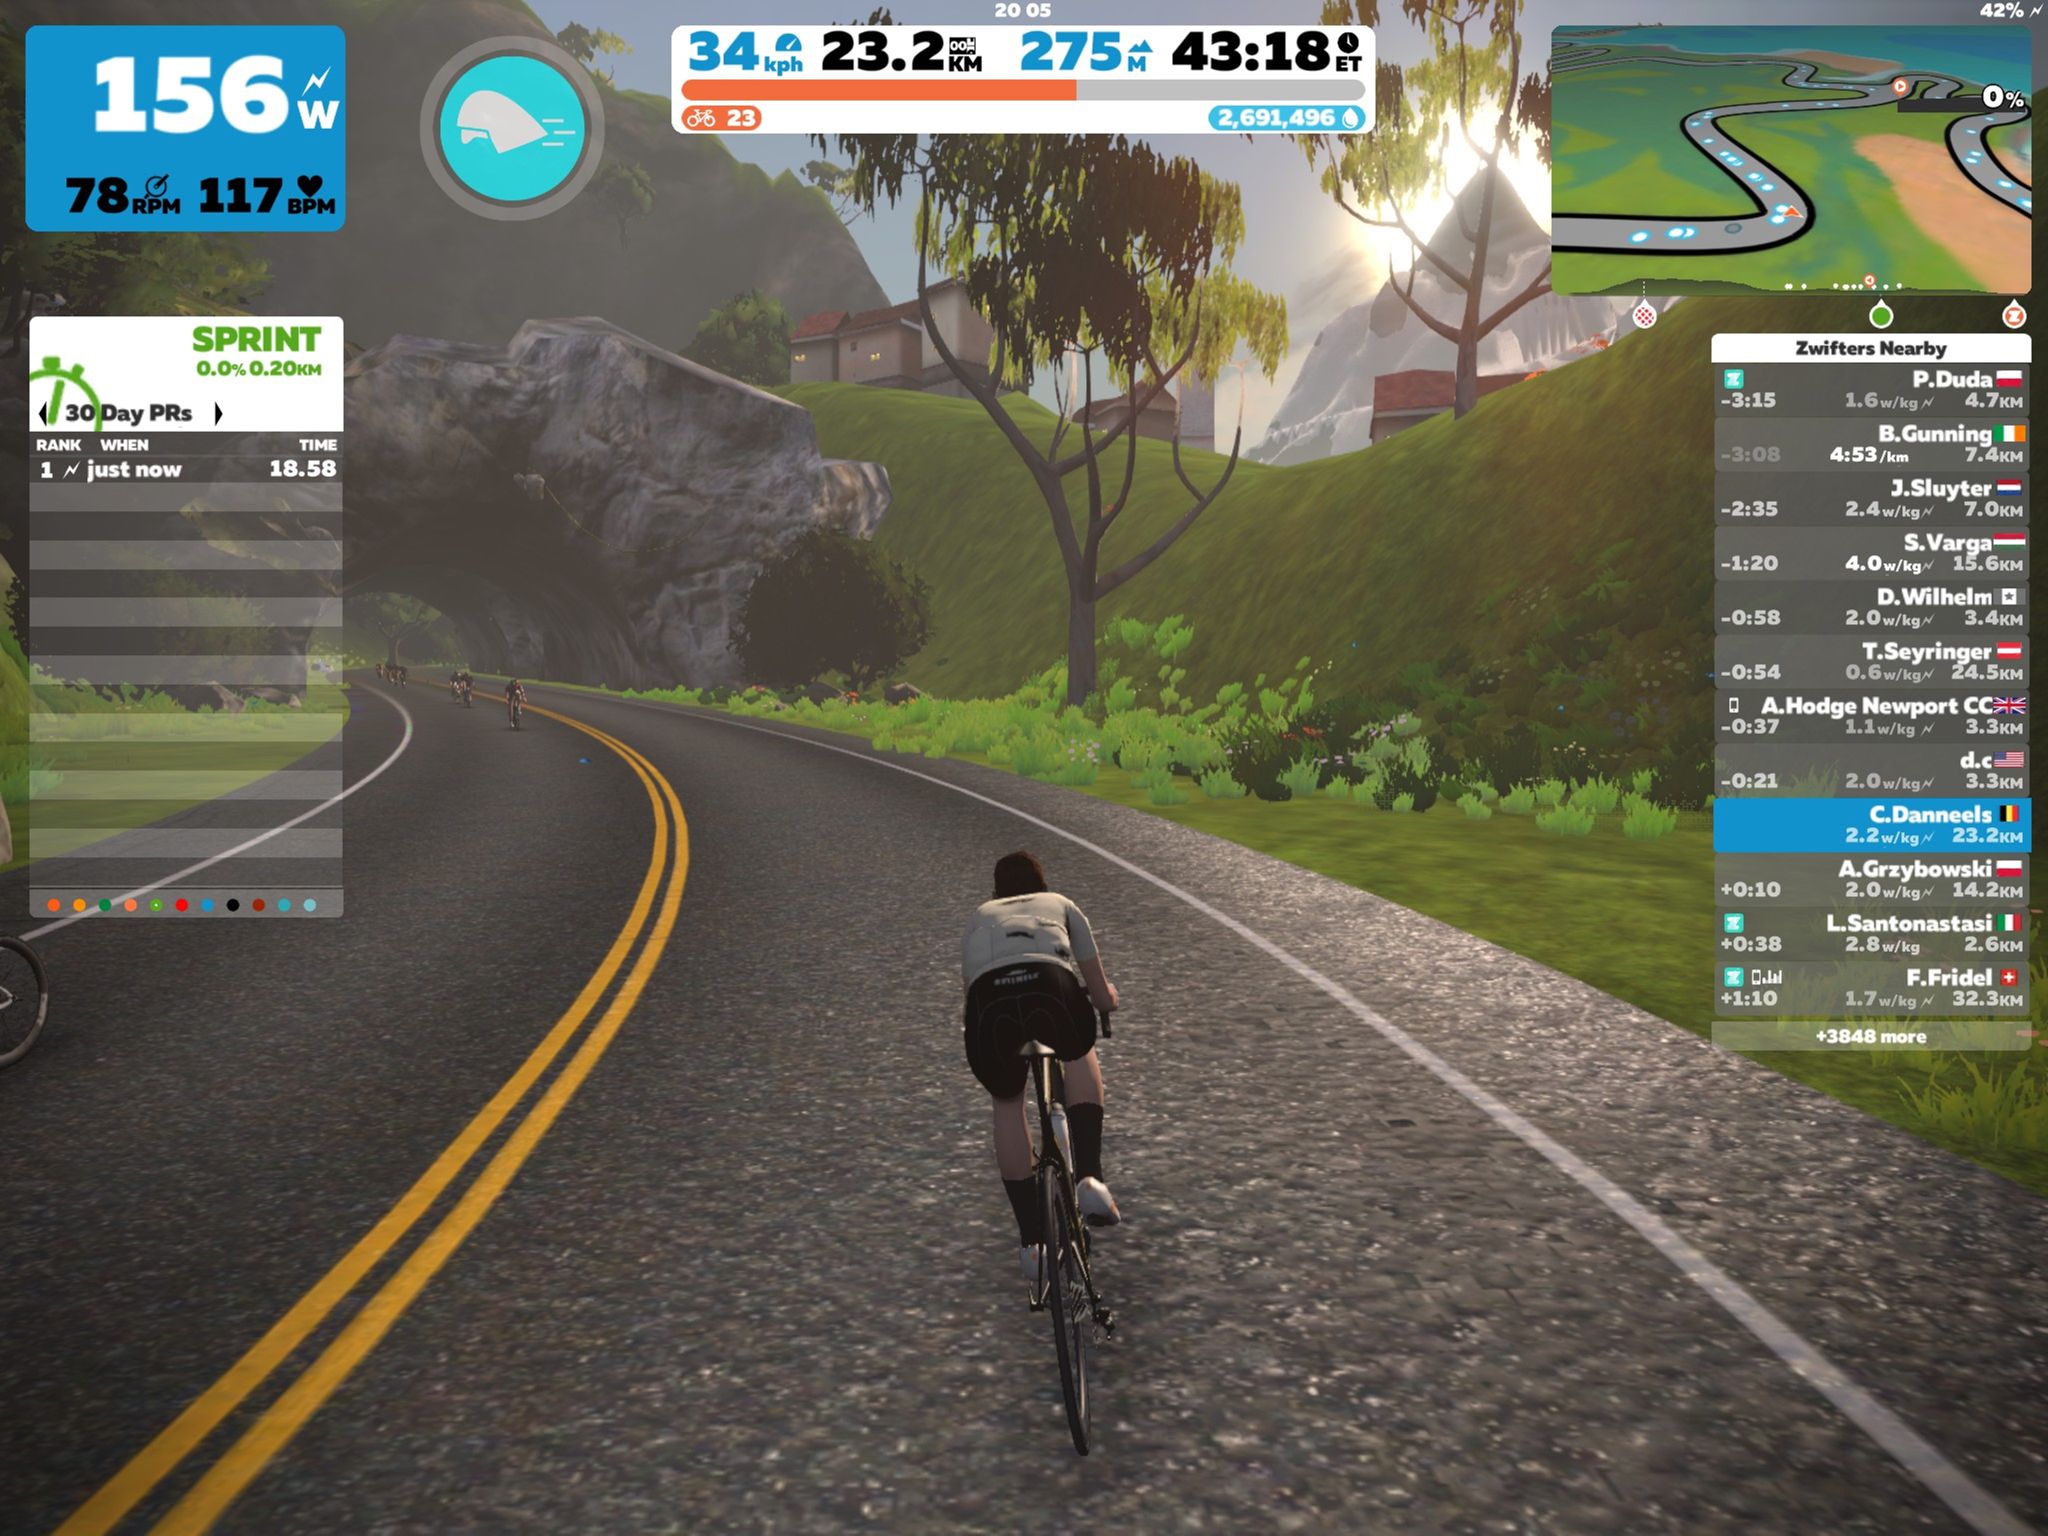 20 05
42%
156 W
78 RPM 117 BPM
34 kph 23.2 KM 275 M 43:18 ET
23 2,691,496
0%
SPRINT
0.0% 0.20KM
30 Day PRs
RANK WHEN TIME
1 just now 18.58
Zwifters Nearby
P.Duda
-3:15 1.6w/kg 4.7KM
B.Gunning
-3:08 4:53/km 7.4KM
J.Sluyter
-2:35 2.4w/kg 7.0KM
S.Varga
-1:20 4.0w/kg 15.6KM
D.Wilhelm
-0:58 2.0w/kg 3.4KM
T.Seyringer
-0:54 0.6w/kg 24.5KM
A.Hodge Newport CC
-0:37 1.1w/kg 3.3KM
d.c
-0:21 2.0w/kg 3.3KM
C.Danneels
2.2w/kg 23.2KM
A.Grzybowski
+0:10 2.0w/kg 14.2KM
L.Santonastasi
+0:38 2.8w/kg 2.6KM
F.Fridel
+1:10 1.7w/kg 32.3KM
+3848 more